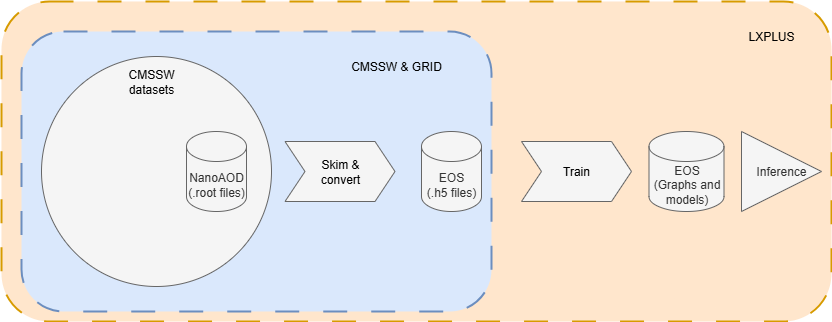 LXPLUS
CMSSW & GRID
CMSSW
datasets
NanoAOD
(.root files)
Skim &
convert
EOS
(.h5 files)
Train
EOS
(Graphs and
models)
Inference